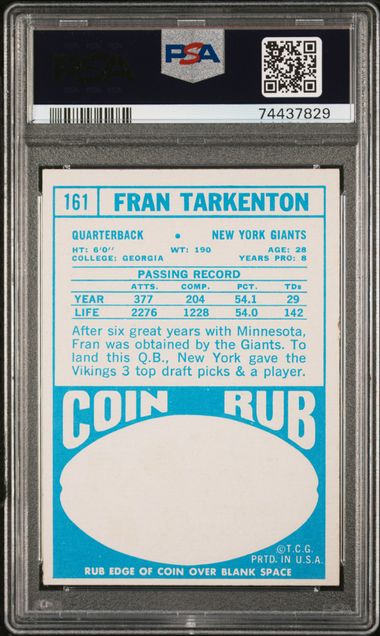 PSA
PSA
74437829
161 FRAN TARKENTON
QUARTERBACK • NEW YORK GIANTS
HT: 6'0" WT: 190 AGE: 28
COLLEGE: GEORGIA YEARS PRO: 8
PASSING RECORD
ATTS. COMP. PCT. TDs
YEAR 377 204 54.1 29
LIFE 2276 1228 54.0 142
After six great years with Minnesota,
Fran was obtained by the Giants. To
land this Q.B., New York gave the
Vikings 3 top draft picks & a player.
COIN RUB
©T.C.G.
PRTD. IN U.S.A.
RUB EDGE OF COIN OVER BLANK SPACE